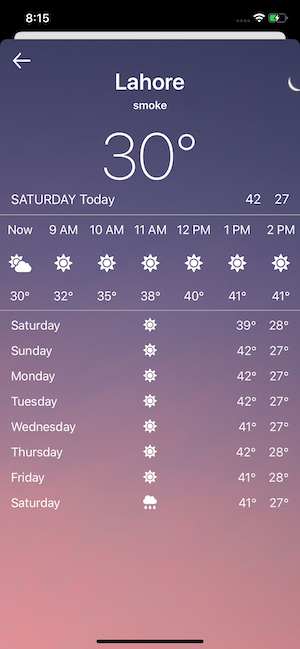 8:15
Lahore
smoke
30°
SATURDAY Today 42 27
Now 9 AM 10 AM 11 AM 12 PM 1 PM 2 PM
30° 32° 35° 38° 40° 41° 41°
Saturday 39° 28°
Sunday 42° 27°
Monday 42° 27°
Tuesday 42° 27°
Wednesday 41° 27°
Thursday 42° 28°
Friday 41° 28°
Saturday 41° 27°